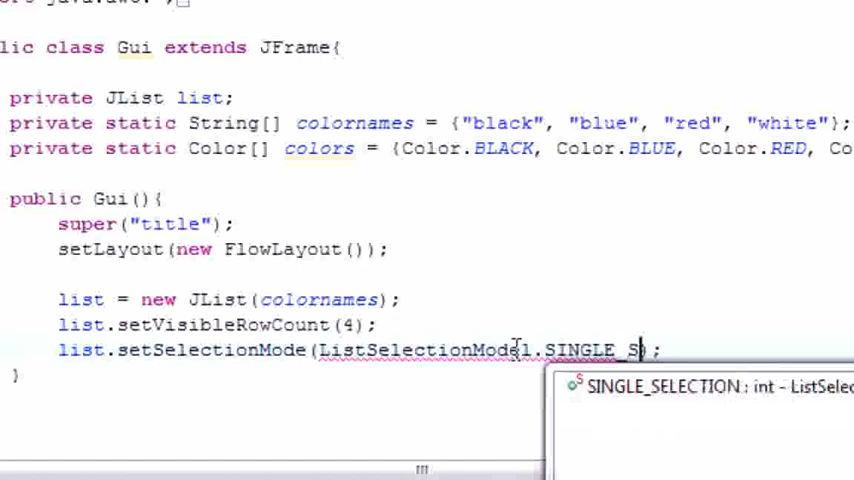 lic class Gui extends JFrame{
private JList list;
private static String[] colornames = {"black", "blue", "red", "white"};
private static Color[] colors = {Color.BLACK, Color.BLUE, Color.RED, Co
public Gui(){
super("title");
setLayout(new FlowLayout());
list = new JList(colornames);
list.setVisibleRowCount(4);
list.setSelectionMode(ListSelectionModel.SINGLE_S);
}
SINGLE_SELECTION : int - ListSelec